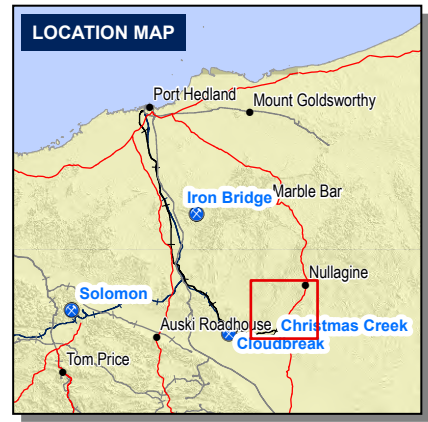 LOCATION MAP
Port Hedland
Mount Goldsworthy
Marble Bar
Iron Bridge
Nullagine
Solomon
Auski Roadhouse
Christmas Creek
Cloudbreak
Tom Price